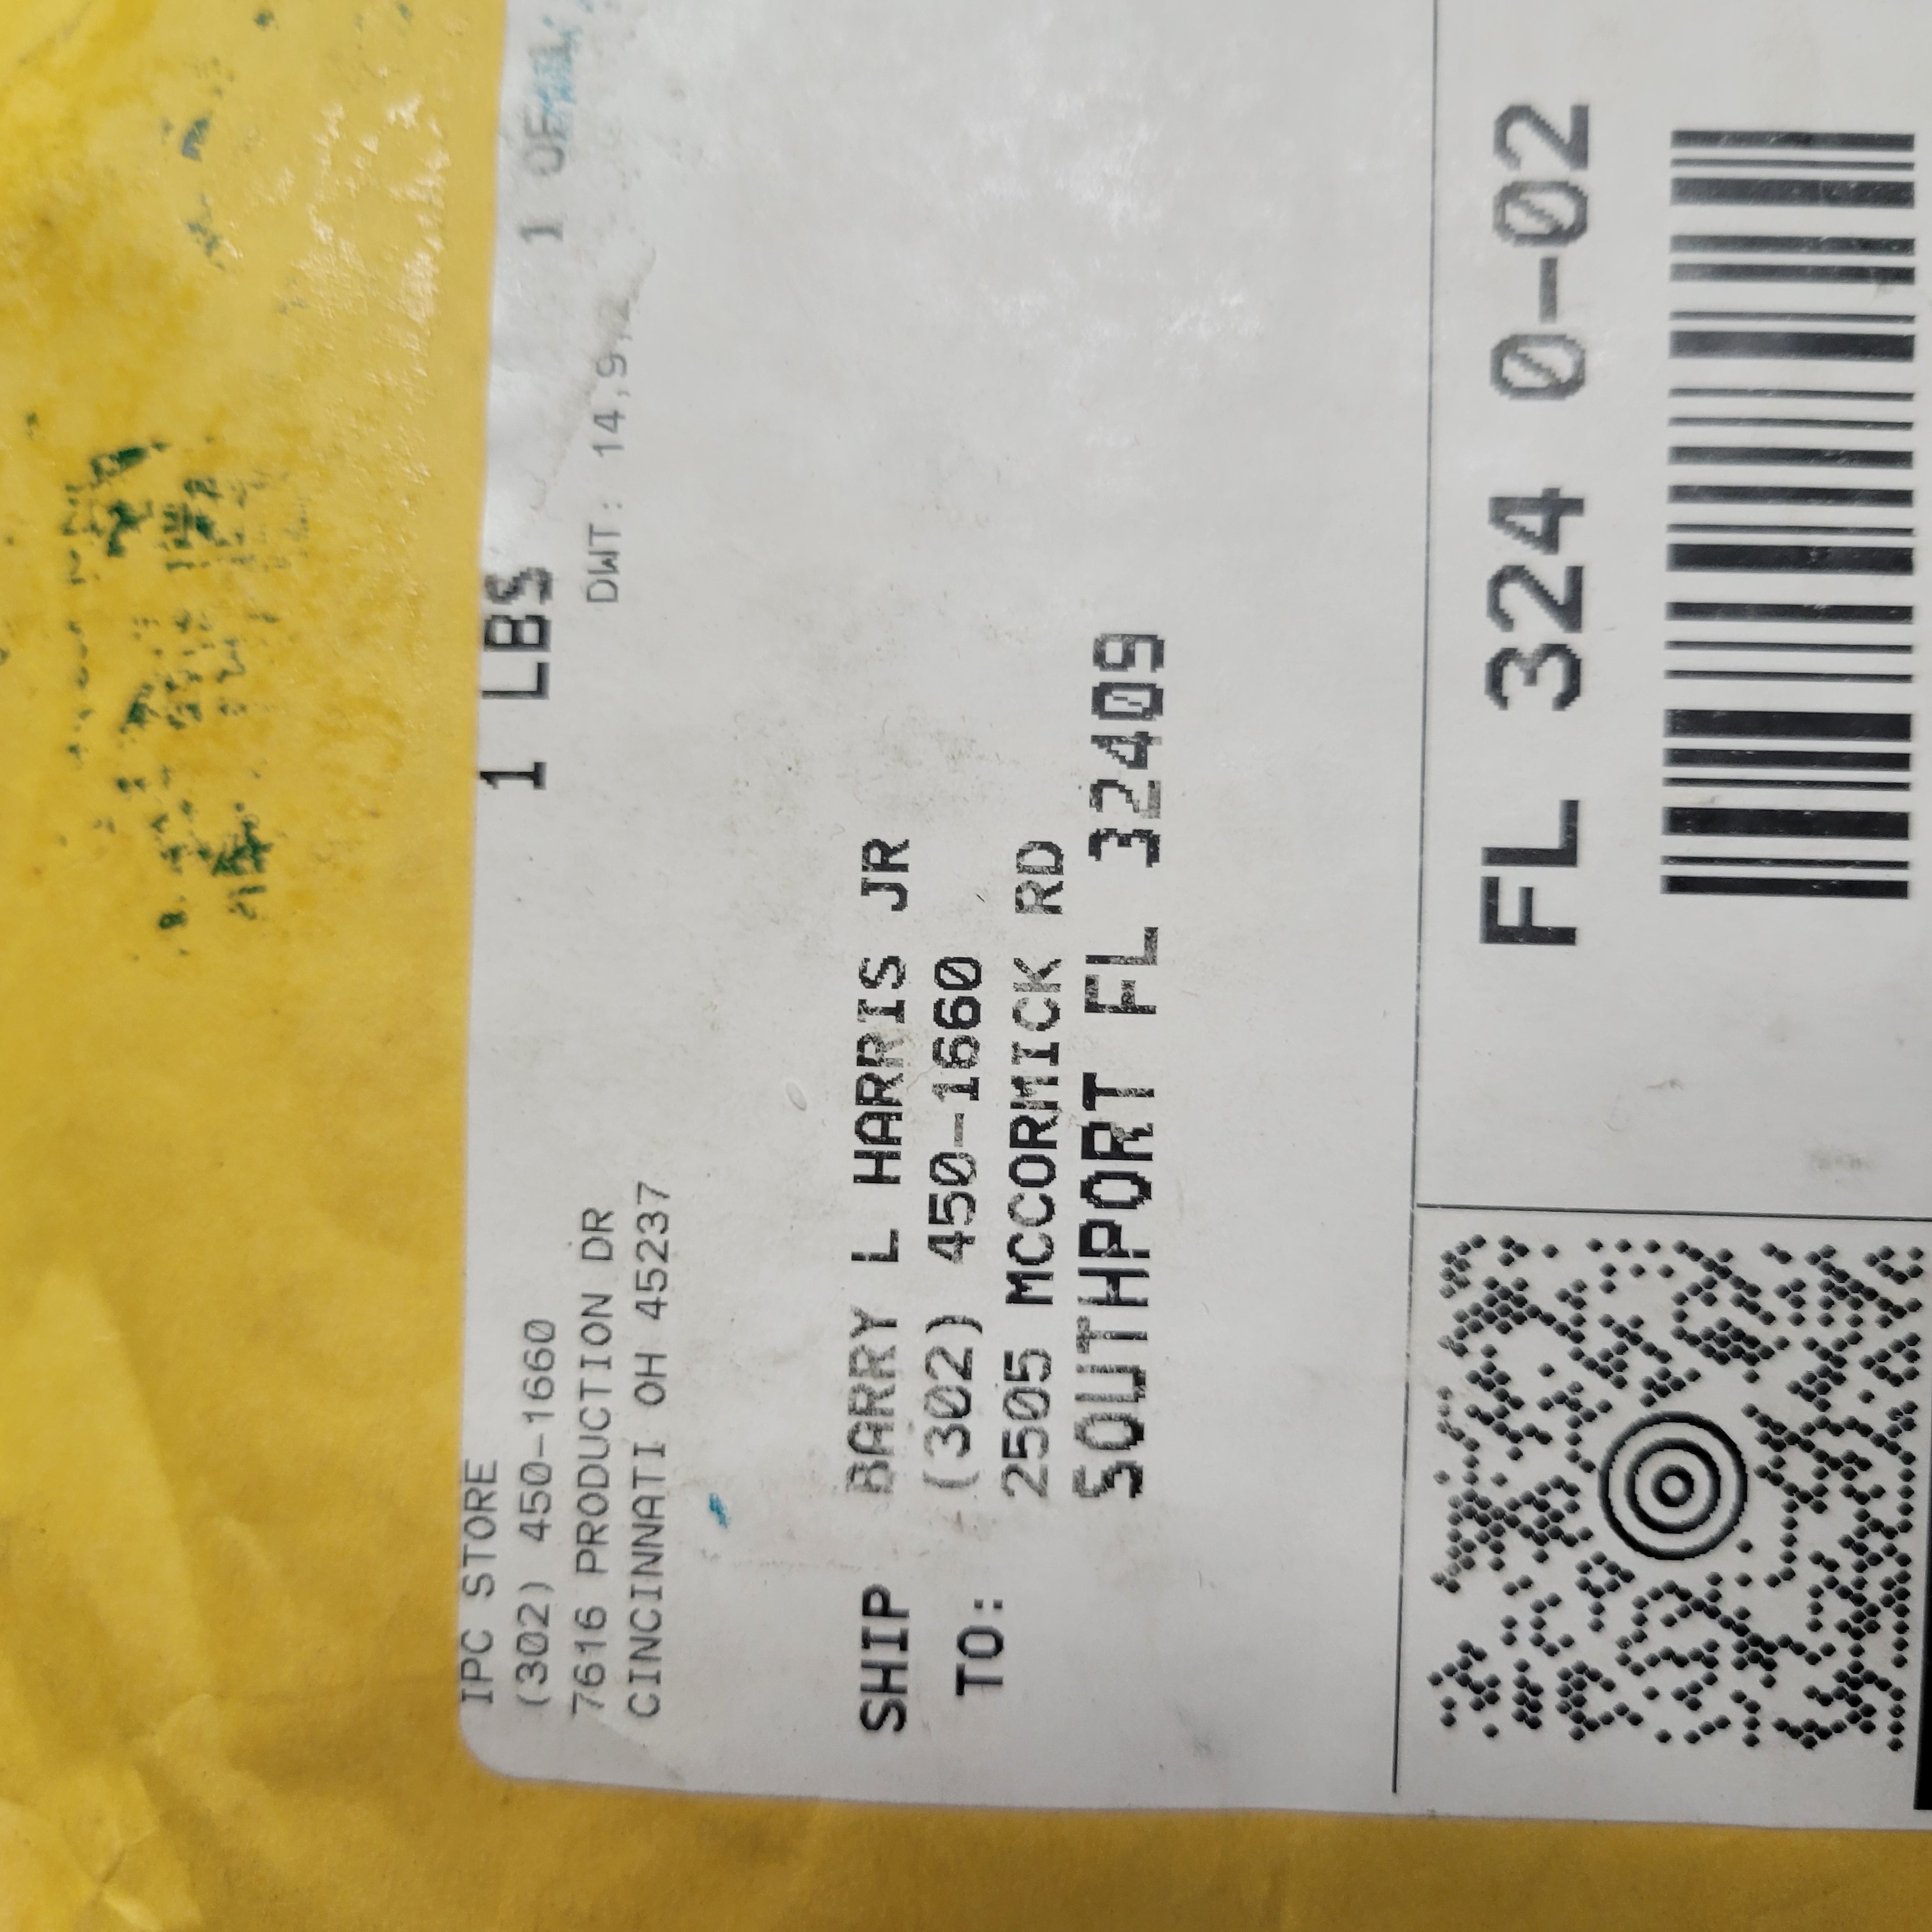 IPC STORE
(302) 450-1660
7616 PRODUCTION DR
CINCINNATI OH 45237
1 LBS
1 OF
DWT: 14,9,2
SHIP TO:
BARRY L HARRIS JR
(302) 450-1660
2505 MCCORMICK RD
SOUTHPORT FL 32409
FL 324 0-02